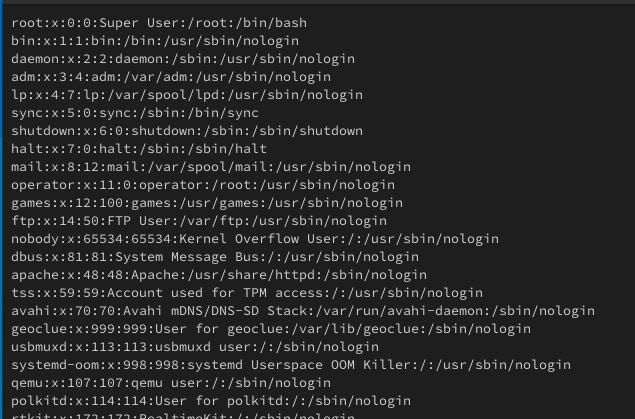 root:x:0:0:Super User:/root:/bin/bash
bin:x:1:1:bin:/bin:/usr/sbin/nologin
daemon:x:2:2:daemon:/sbin:/usr/sbin/nologin
adm:x:3:4:adm:/var/adm:/usr/sbin/nologin
lp:x:4:7:lp:/var/spool/lpd:/usr/sbin/nologin
sync:x:5:0:sync:/sbin:/bin/sync
shutdown:x:6:0:shutdown:/sbin:/sbin/shutdown
halt:x:7:0:halt:/sbin:/sbin/halt
mail:x:8:12:mail:/var/spool/mail:/usr/sbin/nologin
operator:x:11:0:operator:/root:/usr/sbin/nologin
games:x:12:100:games:/usr/games:/usr/sbin/nologin
ftp:x:14:50:FTP User:/var/ftp:/usr/sbin/nologin
nobody:x:65534:65534:Kernel Overflow User:/:/usr/sbin/nologin
dbus:x:81:81:System Message Bus:/:/usr/sbin/nologin
apache:x:48:48:Apache:/usr/share/httpd:/sbin/nologin
tss:x:59:59:Account used for TPM access:/:/usr/sbin/nologin
avahi:x:70:70:Avahi mDNS/DNS-SD Stack:/var/run/avahi-daemon:/sbin/nologin
geoclue:x:999:999:User for geoclue:/var/lib/geoclue:/sbin/nologin
usbmuxd:x:113:113:usbmuxd user:/:/sbin/nologin
systemd-oom:x:998:998:systemd Userspace OOM Killer:/:/usr/sbin/nologin
qemu:x:107:107:qemu user:/:/sbin/nologin
polkitd:x:114:114:User for polkitd:/:/sbin/nologin
rtkit:x:172:172:RealtimeKit:/:/sbin/nologin